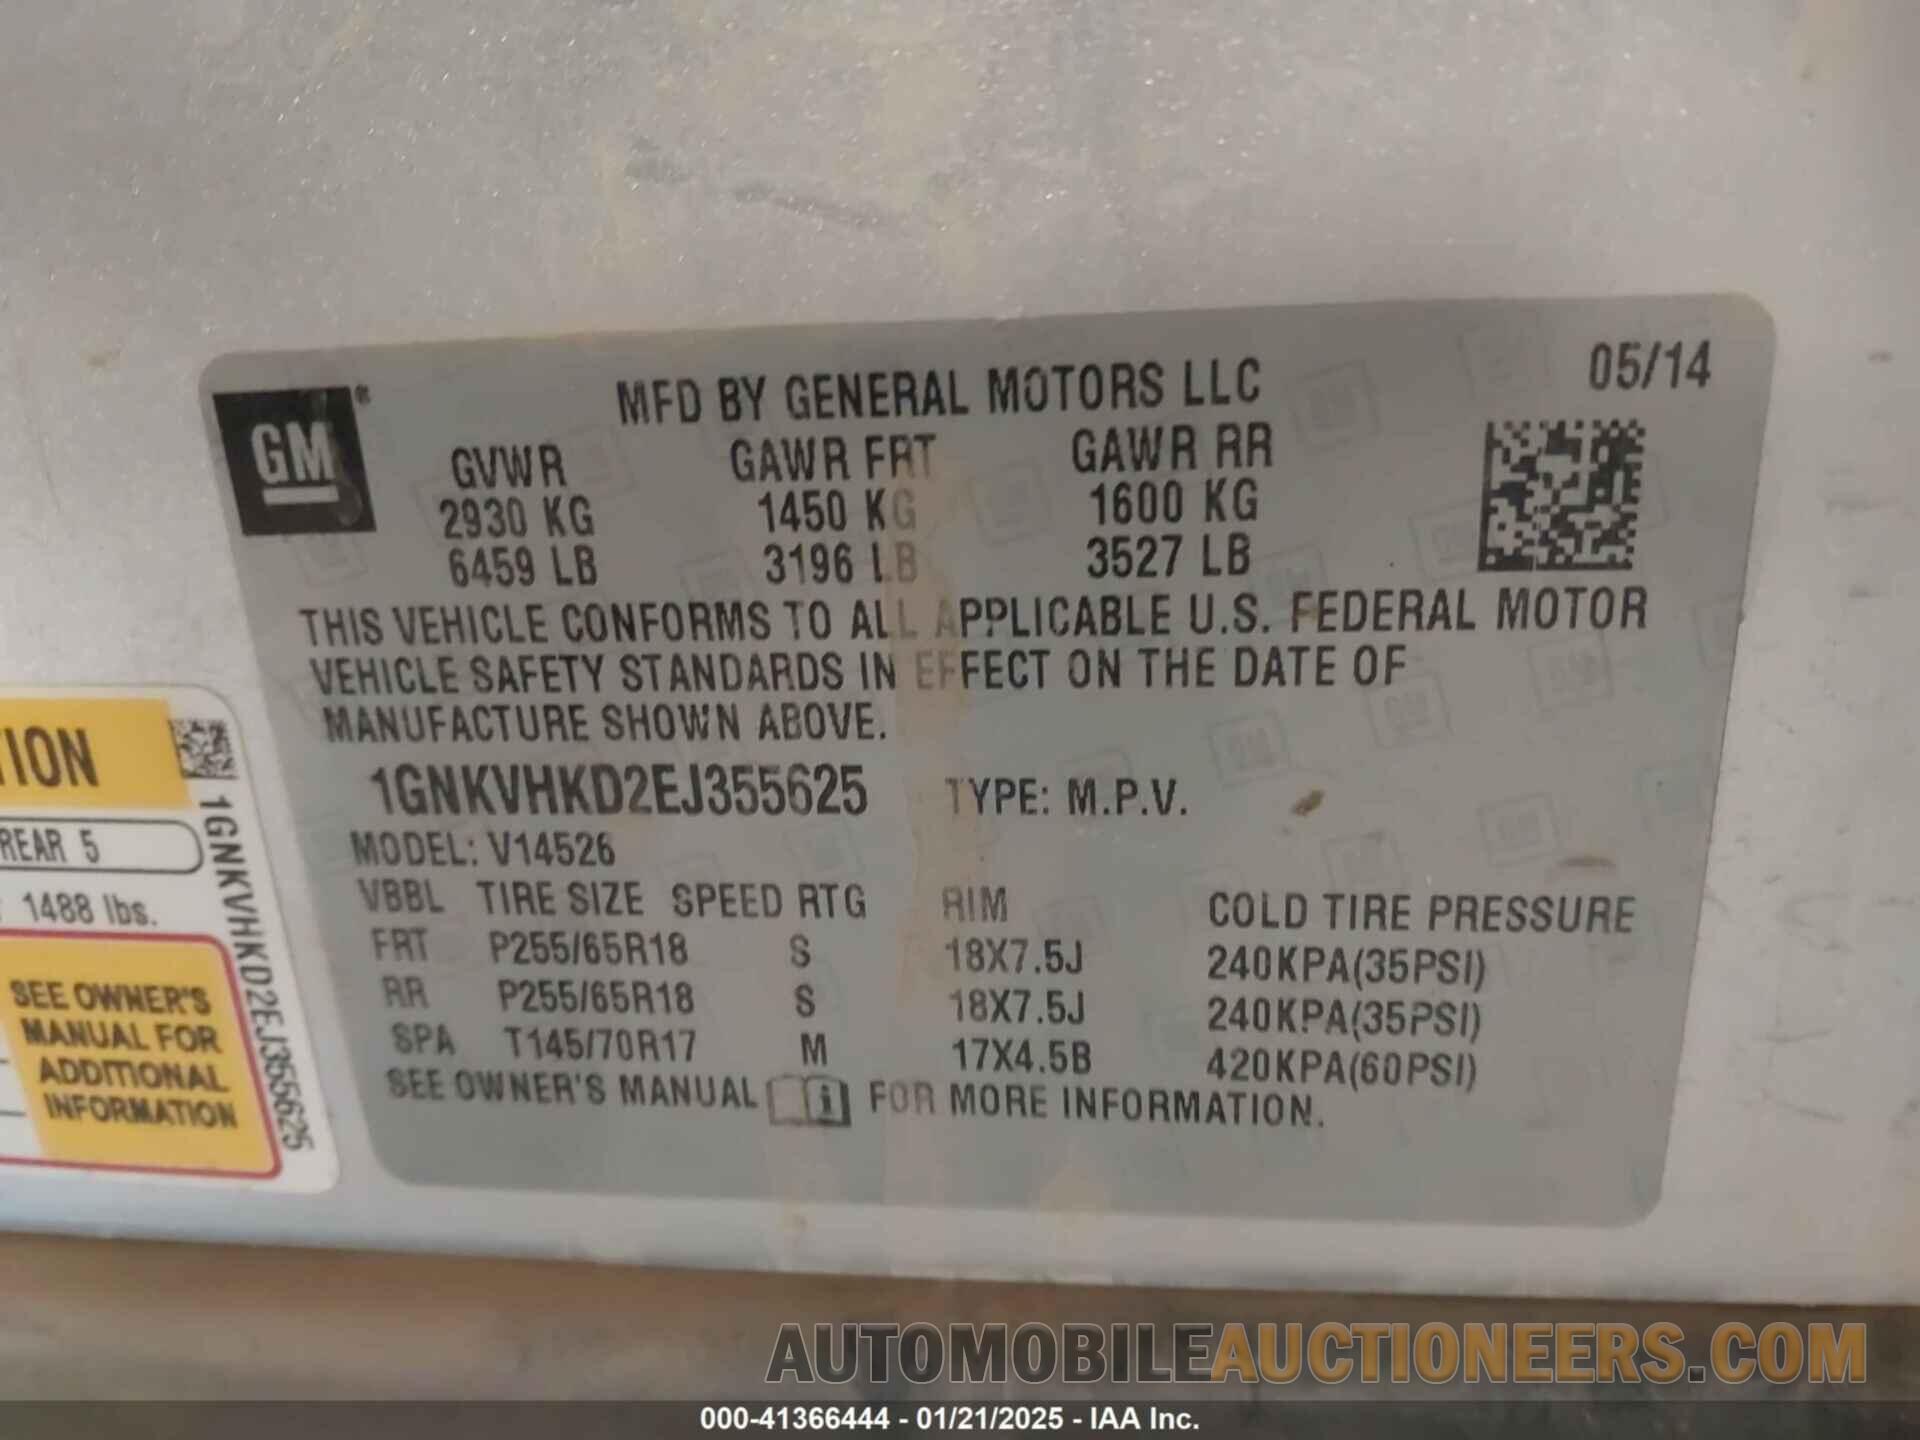 MFD BY GENERAL MOTORS LLC
05/14
GM®
GVWR GAWR FRT GAWR RR
2930 KG 1450 KG 1600 KG
6459 LB 3196 LB 3527 LB
THIS VEHICLE CONFORMS TO ALL APPLICABLE U.S. FEDERAL MOTOR
VEHICLE SAFETY STANDARDS IN EFFECT ON THE DATE OF
MANUFACTURE SHOWN ABOVE.
1GNKVHKD2EJ355625 TYPE: M.P.V.
MODEL: V14526
VBBL TIRE SIZE SPEED RTG RIM COLD TIRE PRESSURE
FRT P255/65R18 S 18X7.5J 240KPA(35PSI)
RR P255/65R18 S 18X7.5J 240KPA(35PSI)
SPA T145/70R17 M 17X4.5B 420KPA(60PSI)
SEE OWNER'S MANUAL i FOR MORE INFORMATION.
TION
REAR 5
1488 lbs.
SEE OWNER'S
MANUAL FOR
ADDITIONAL
INFORMATION
1GNKVHKD2EJ355625
AUTOMOBILEAUCTIONEERS.COM
000-41366444 - 01/21/2025 - IAA Inc.